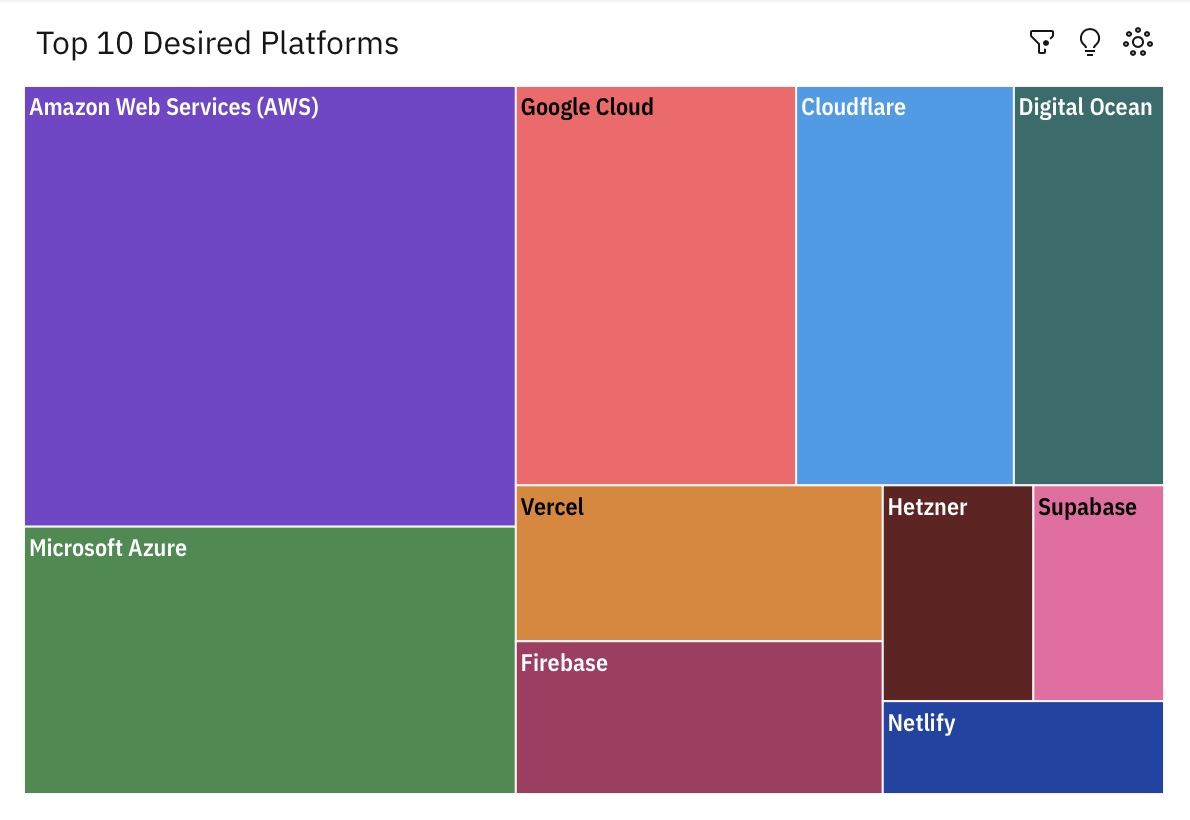 Top 10 Desired Platforms
Amazon Web Services (AWS)
Google Cloud
Cloudflare
Digital Ocean
Vercel
Hetzner
Supabase
Microsoft Azure
Firebase
Netlify